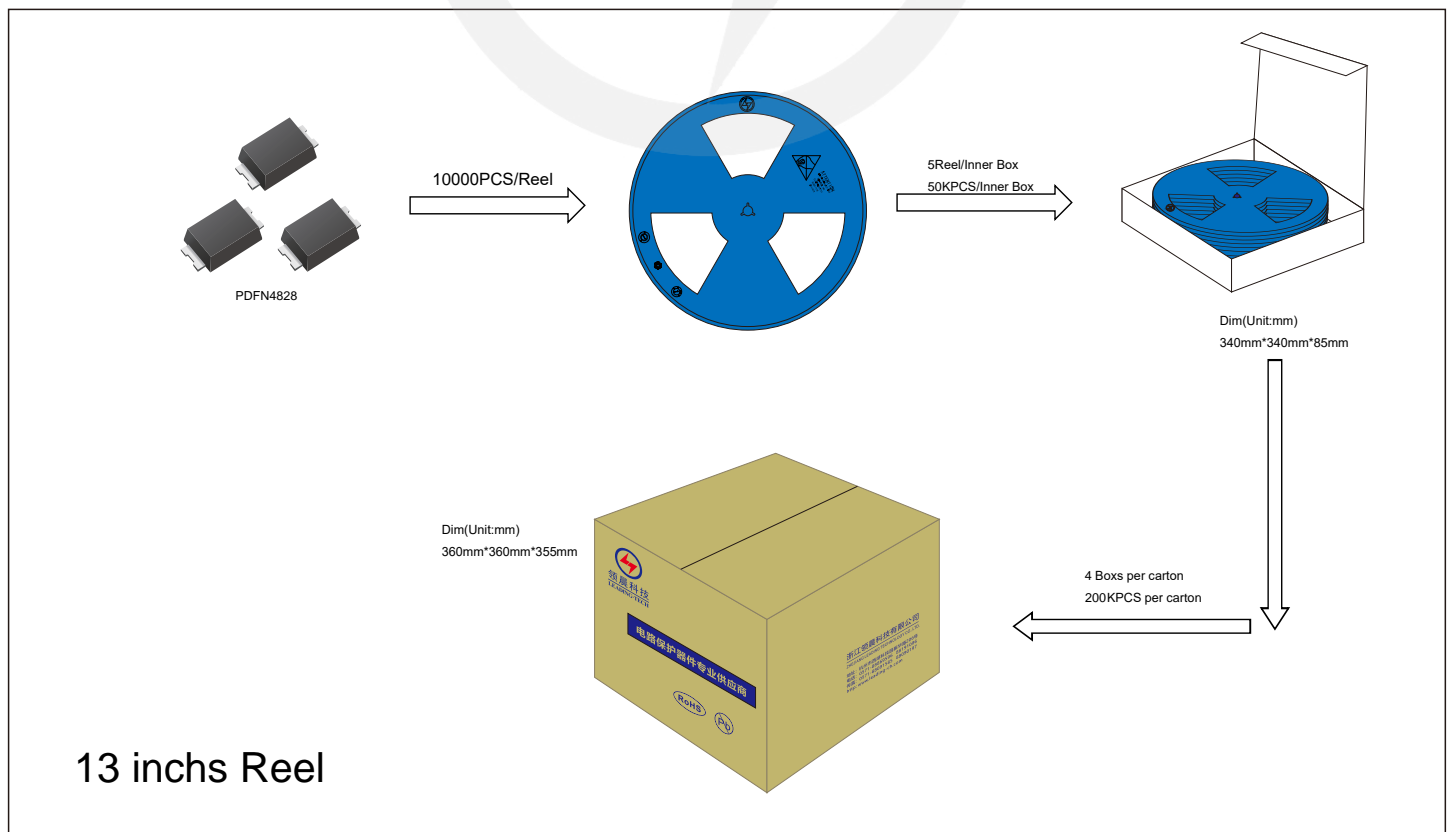 10000PCS/Reel
5Reel/Inner Box
50KPCS/Inner Box
PDFN4828
Dim(Unit:mm)
340mm*340mm*85mm
Dim(Unit:mm)
360mm*360mm*355mm
4 Boxs per carton
200KPCS per carton
领晨科技
LEADING-TECH
电路保护器件专业供应商
RoHS
Pb
浙江领晨科技有限公司
13 inchs Reel